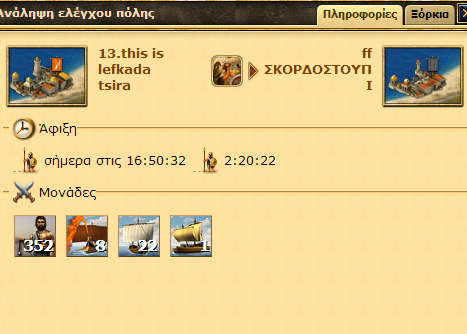 Ανάληψη ελέγχου πόλης
Πληροφορίες
Ξόρκια
13.this is
lefkada
tsira
ff
ΣΚΟΡΔΟΣΤΟΥΠ
Ι
Άφιξη
σήμερα στις 16:50:32
2:20:22
Μονάδες
352
8
22
1